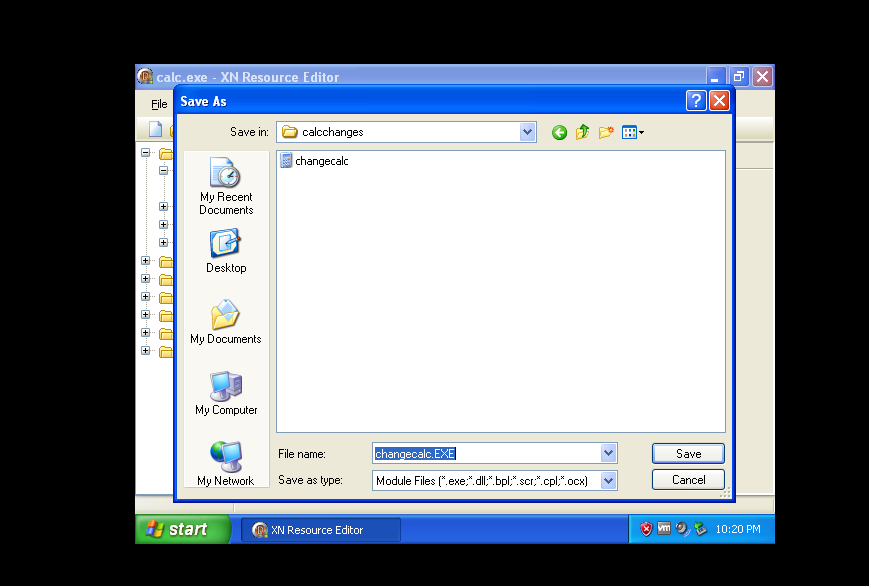 calc.exe - XN Resource Editor
File
Save As
Save in:
calcchanges
changecalc
My Recent
Documents
Desktop
My Documents
My Computer
My Network
File name:
changecalc.EXE
Save
Save as type:
Module Files (*.exe;*.dll;*.bpl;*.scr;*.cpl;*.ocx)
Cancel
start
XN Resource Editor
vm
10:20 PM